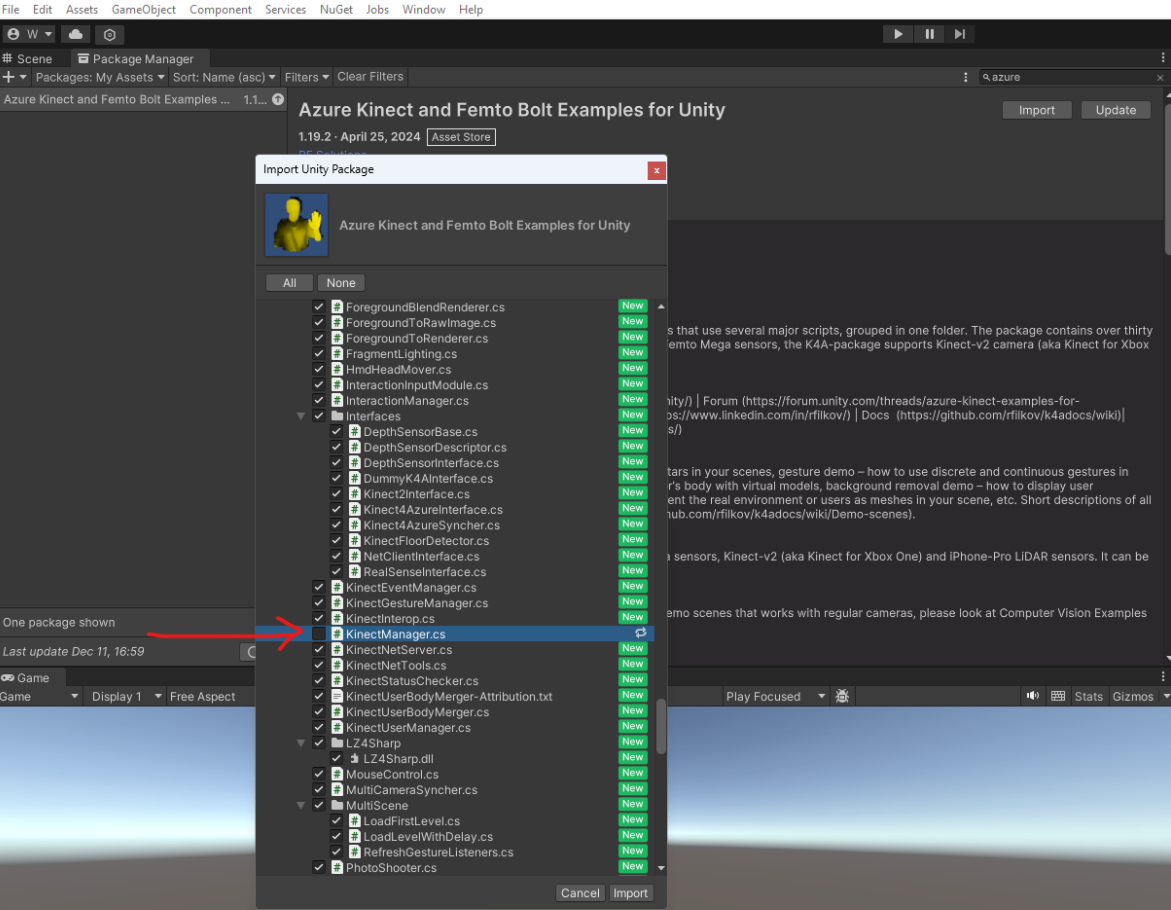 File Edit Assets GameObject Component Services NuGet Jobs Window Help
W
Scene Package Manager
Packages: My Assets Sort: Name (asc) Filters Clear Filters azure
Azure Kinect and Femto Bolt Examples ... 1.1...
Azure Kinect and Femto Bolt Examples for Unity Import Update
1.19.2 · April 25, 2024 Asset Store
RF Solutions
Import Unity Package x
Azure Kinect and Femto Bolt Examples for Unity
All None
ForegroundBlendRenderer.cs New
ForegroundToRawImage.cs New
s that use several major scripts, grouped in one folder. The package contains over thirty
ForegroundToRenderer.cs New
emto Mega sensors, the K4A-package supports Kinect-v2 camera (aka Kinect for Xbox
FragmentLighting.cs New
HmdHeadMover.cs New
InteractionInputModule.cs New
InteractionManager.cs New
nity/) | Forum (https://forum.unity.com/threads/azure-kinect-examples-for-
Interfaces New
ps://www.linkedin.com/in/rfilkov/) | Docs (https://github.com/rfilkov/k4adocs/wiki)|
DepthSensorBase.cs New
s/)
DepthSensorDescriptor.cs New
DepthSensorInterface.cs New
tars in your scenes, gesture demo – how to use discrete and continuous gestures in
DummyK4AInterface.cs New
r's body with virtual models, background removal demo – how to display user
Kinect2Interface.cs New
ent the real environment or users as meshes in your scene, etc. Short descriptions of all
Kinect4AzureInterface.cs New
hub.com/rfilkov/k4adocs/wiki/Demo-scenes).
Kinect4AzureSyncher.cs New
KinectFloorDetector.cs New
NetClientInterface.cs New
a sensors, Kinect-v2 (aka Kinect for Xbox One) and iPhone-Pro LiDAR sensors. It can be
RealSenseInterface.cs New
KinectEventManager.cs New
KinectGestureManager.cs New
KinectInterop.cs New
emo scenes that works with regular cameras, please look at Computer Vision Examples
One package shown
KinectManager.cs
Last update Dec 11, 16:59
KinectNetServer.cs New
KinectNetTools.cs New
KinectStatusChecker.cs New
Game
KinectUserBodyMerger-Attribution.txt New
Game Display 1 Free Aspect Play Focused Stats Gizmos
KinectUserBodyMerger.cs New
KinectUserManager.cs New
LZ4Sharp New
LZ4Sharp.dll New
MouseControl.cs New
MultiCameraSyncher.cs New
MultiScene New
LoadFirstLevel.cs New
LoadLevelWithDelay.cs New
RefreshGestureListeners.cs New
PhotoShooter.cs New
Cancel Import